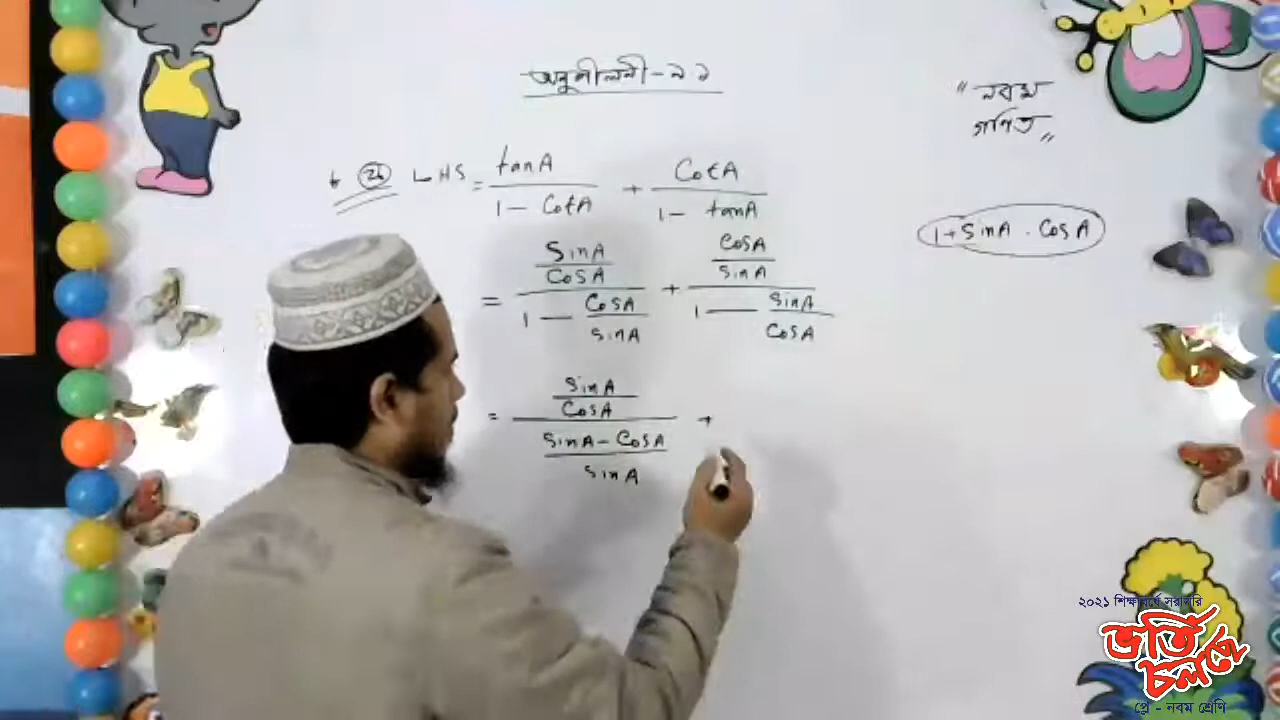 অনুশীলনী - ৯.১
"নবম
গণিত"
২৬ LHS = tanA / 1 - CotA + CotA / 1 - tanA
1 + SinA . CosA
= SinA / CosA / 1 - CosA / SinA + CosA / SinA / 1 - SinA / CosA
= SinA / CosA / SinA - CosA / SinA +
২০২১ শিক্ষাবর্ষে সরাসরি
ভর্তি
চলছে
প্লে - নবম শ্রেণি